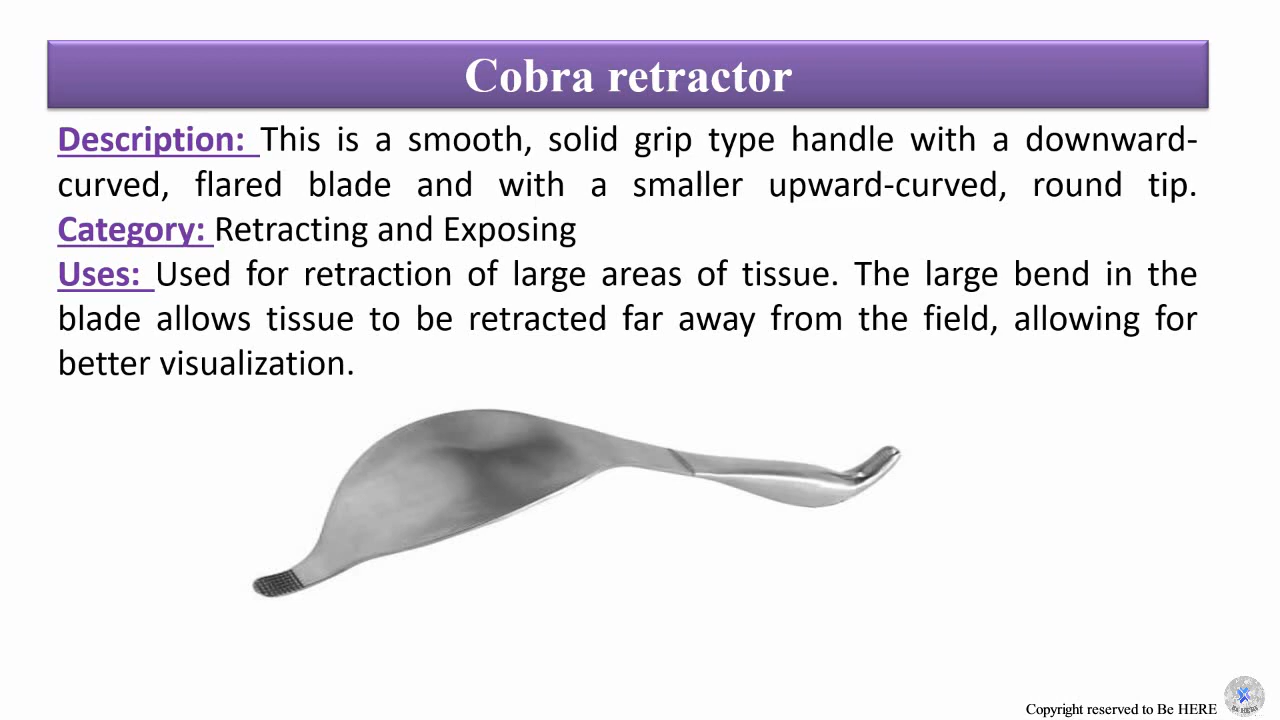 Cobra retractor
Description: This is a smooth, solid grip type handle with a downward-
curved, flared blade and with a smaller upward-curved, round tip.
Category: Retracting and Exposing
Uses: Used for retraction of large areas of tissue. The large bend in the
blade allows tissue to be retracted far away from the field, allowing for
better visualization.
Copyright reserved to Be HERE
Be HERE